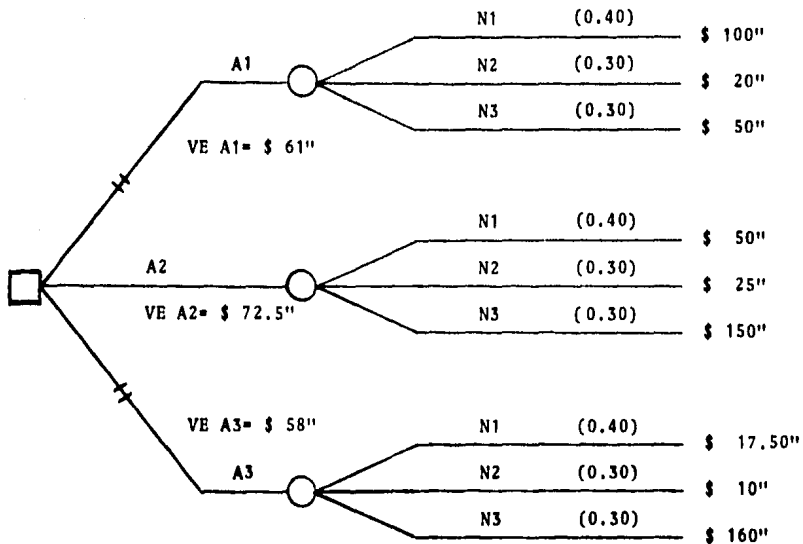 N1 (0.40) $ 100"
A1 N2 (0.30) $ 20"
N3 (0.30) $ 50"
VE A1= $ 61"
N1 (0.40) $ 50"
A2 N2 (0.30) $ 25"
VE A2= $ 72.5" N3 (0.30) $ 150"
VE A3= $ 58" N1 (0.40) $ 17.50"
A3 N2 (0.30) $ 10"
N3 (0.30) $ 160"